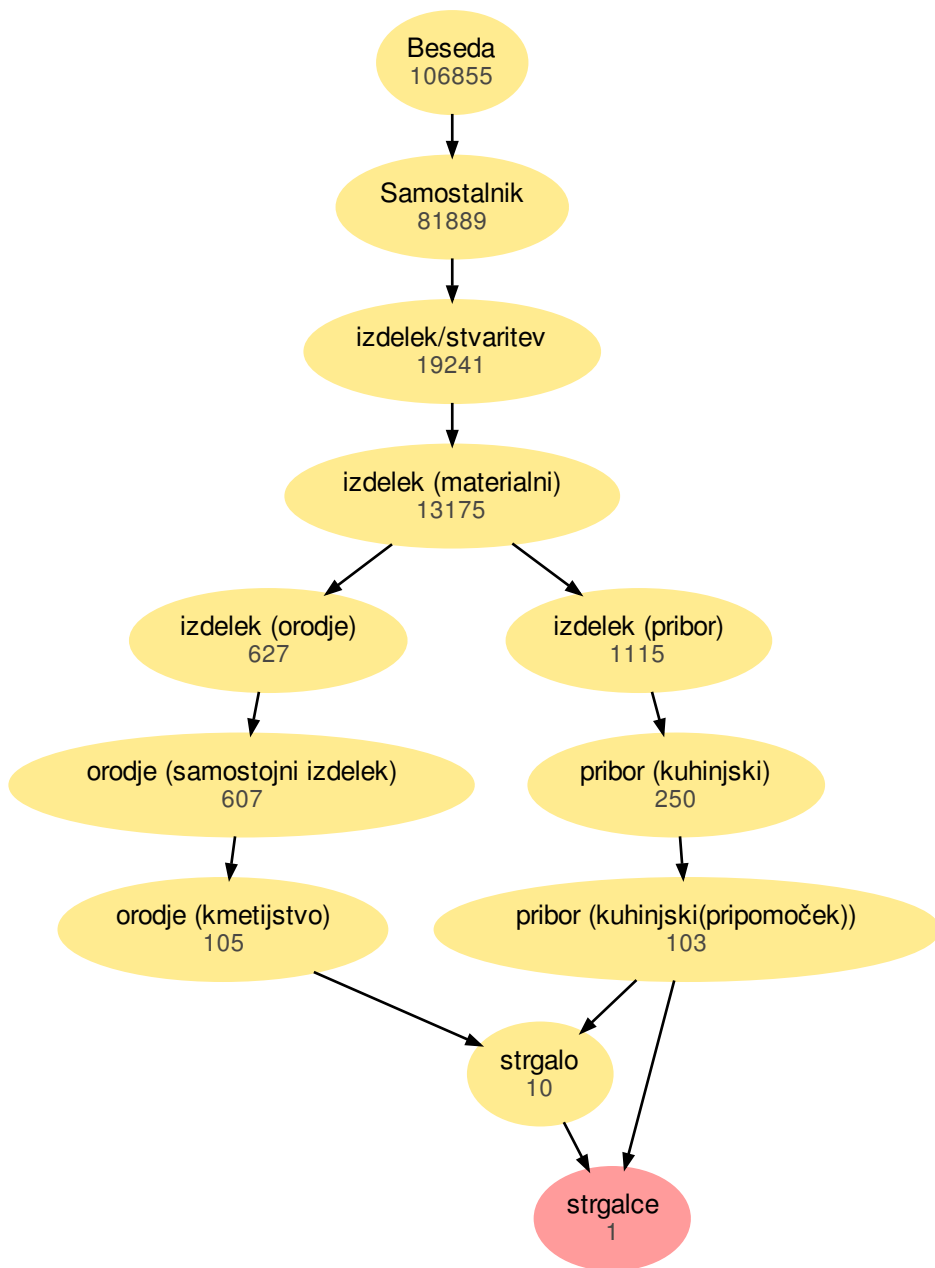 Beseda
106855
Samostalnik
81889
izdelek/stvaritev
19241
izdelek (materialni)
13175
izdelek (orodje)
627
izdelek (pribor)
1115
orodje (samostojni izdelek)
607
pribor (kuhinjski)
250
orodje (kmetijstvo)
105
pribor (kuhinjski(pripomoček))
103
strgalo
10
strgalce
1